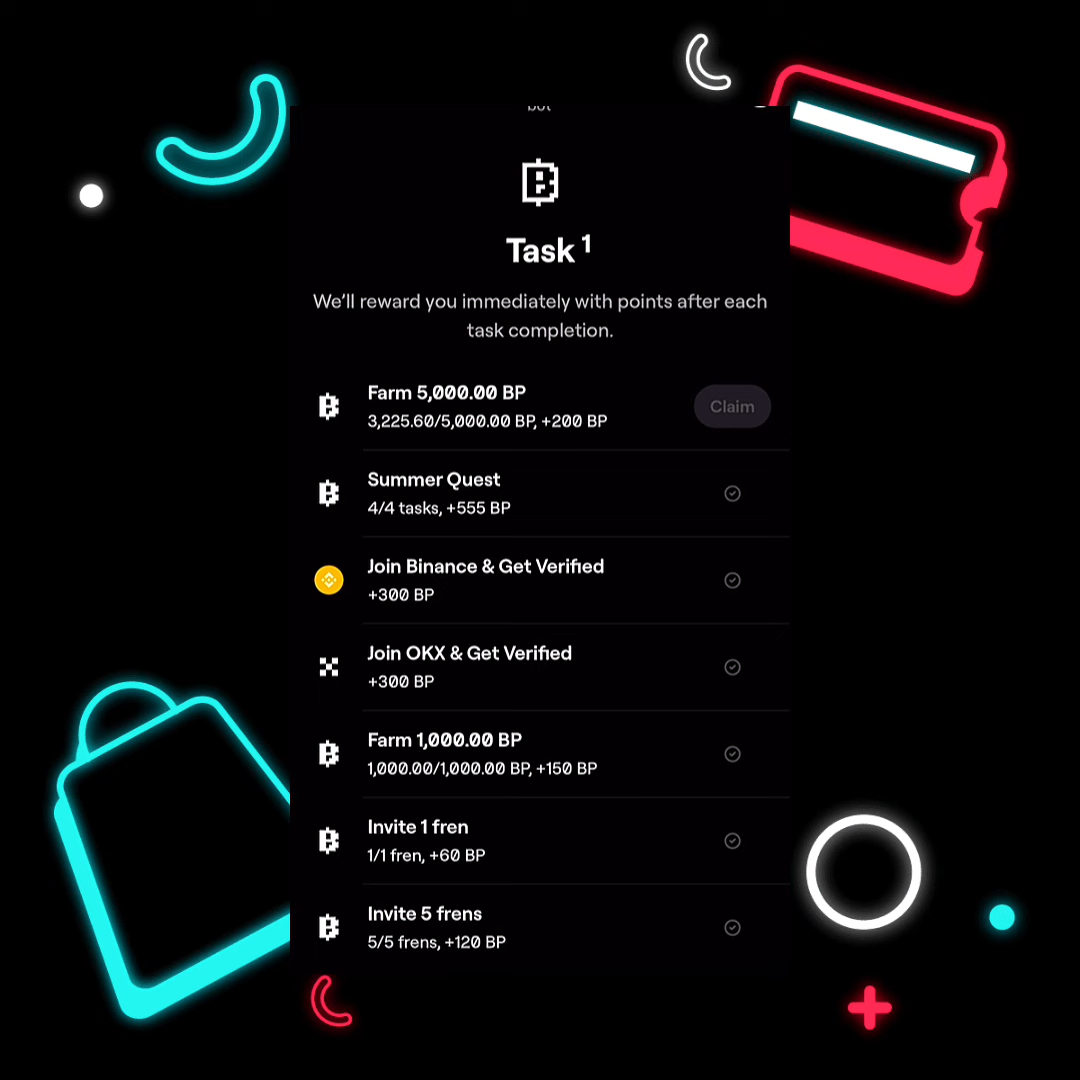 bot
Task 1
We'll reward you immediately with points after each
task completion.
Farm 5,000.00 BP
3,225.60/5,000.00 BP, +200 BP
Claim
Summer Quest
4/4 tasks, +555 BP
Join Binance & Get Verified
+300 BP
Join OKX & Get Verified
+300 BP
Farm 1,000.00 BP
1,000.00/1,000.00 BP, +150 BP
Invite 1 fren
1/1 fren, +60 BP
Invite 5 frens
5/5 frens, +120 BP